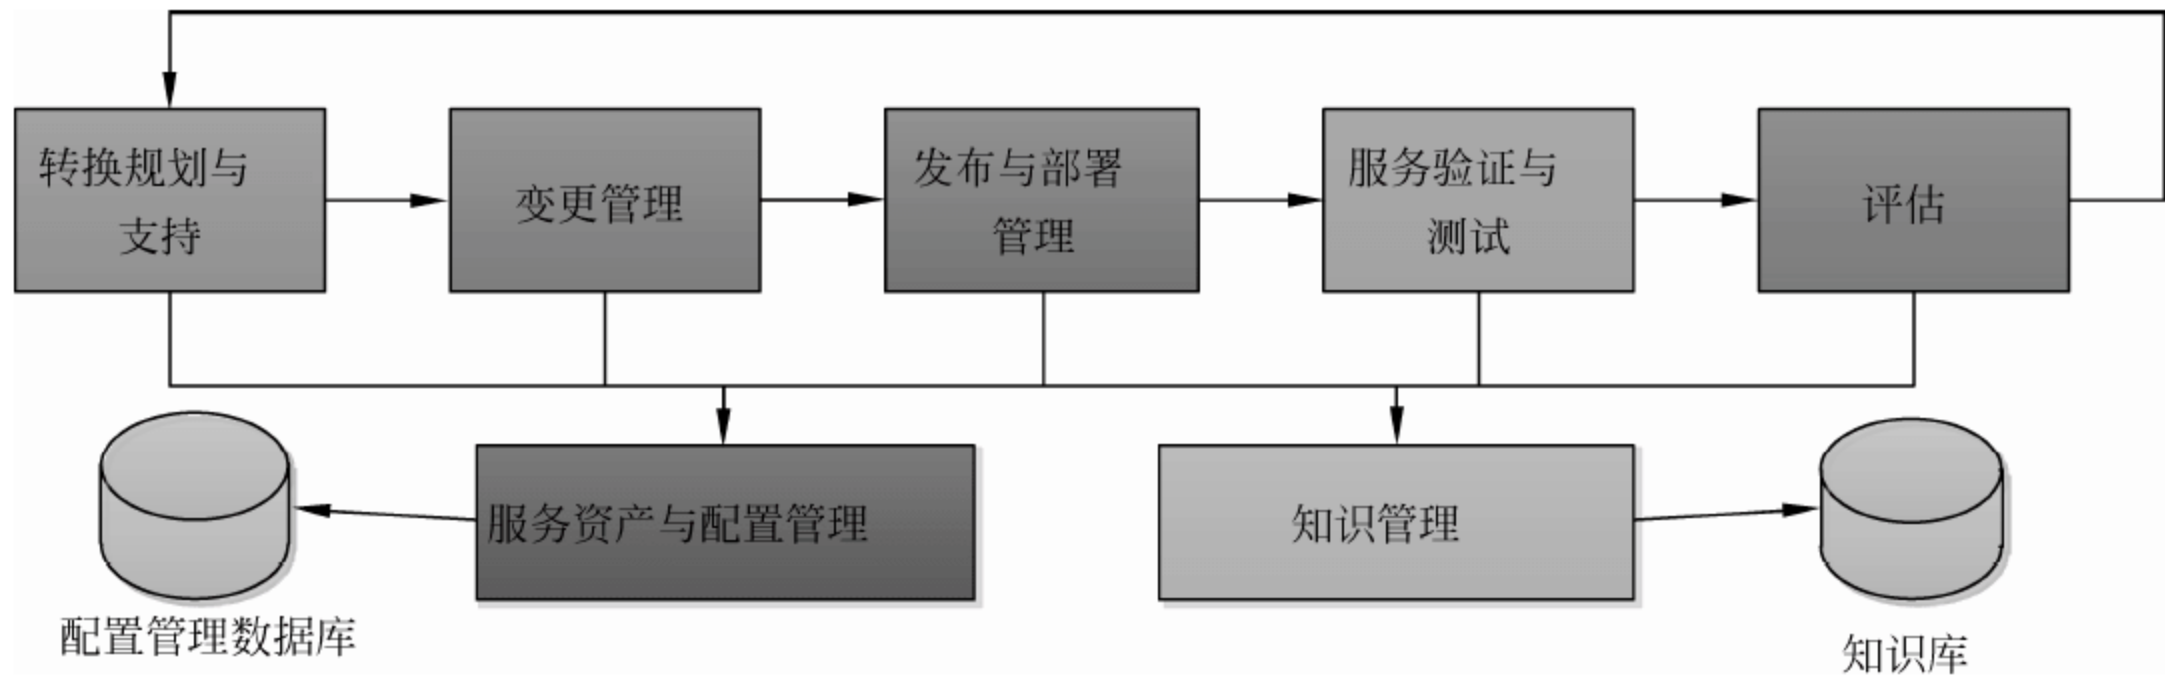 转换规划与
支持
变更管理
发布与部署
管理
服务验证与
测试
评估
服务资产与配置管理
知识管理
配置管理数据库
知识库